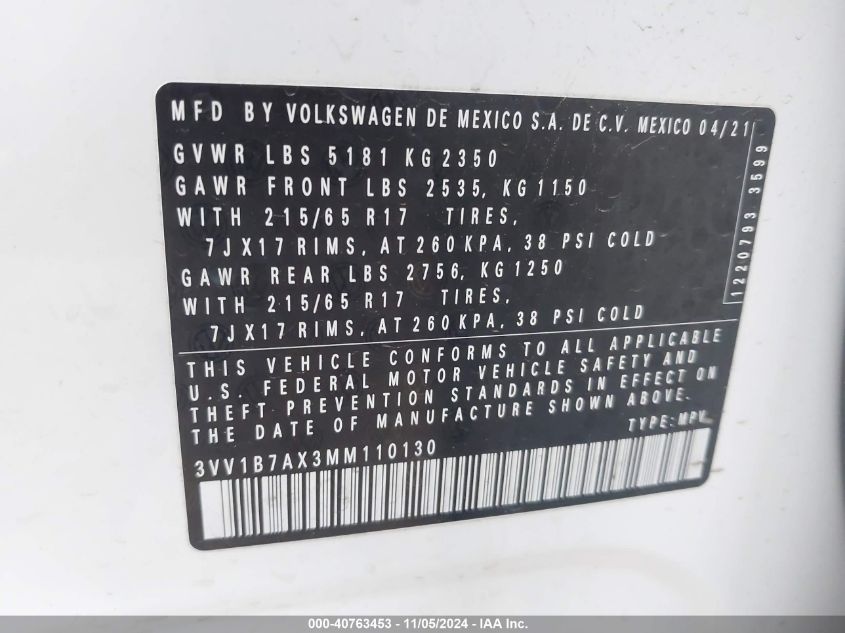 MFD BY VOLKSWAGEN DE MEXICO S.A. DE C.V. MEXICO 04/21
GVWR LBS 5181 KG 2350
GAWR FRONT LBS 2535, KG 1150
WITH 215/65 R17 TIRES,
7JX17 RIMS, AT 260 KPA, 38 PSI COLD
GAWR REAR LBS 2756, KG 1250
WITH 215/65 R17 TIRES,
7JX17 RIMS, AT 260 KPA, 38 PSI COLD
1220793 3599
THIS VEHICLE CONFORMS TO ALL APPLICABLE
U.S. FEDERAL MOTOR VEHICLE SAFETY AND
THEFT PREVENTION STANDARDS IN EFFECT ON
THE DATE OF MANUFACTURE SHOWN ABOVE.
TYPE: MPV
3VV1B7AX3MM110130
000-40763453 - 11/05/2024 - IAA Inc.